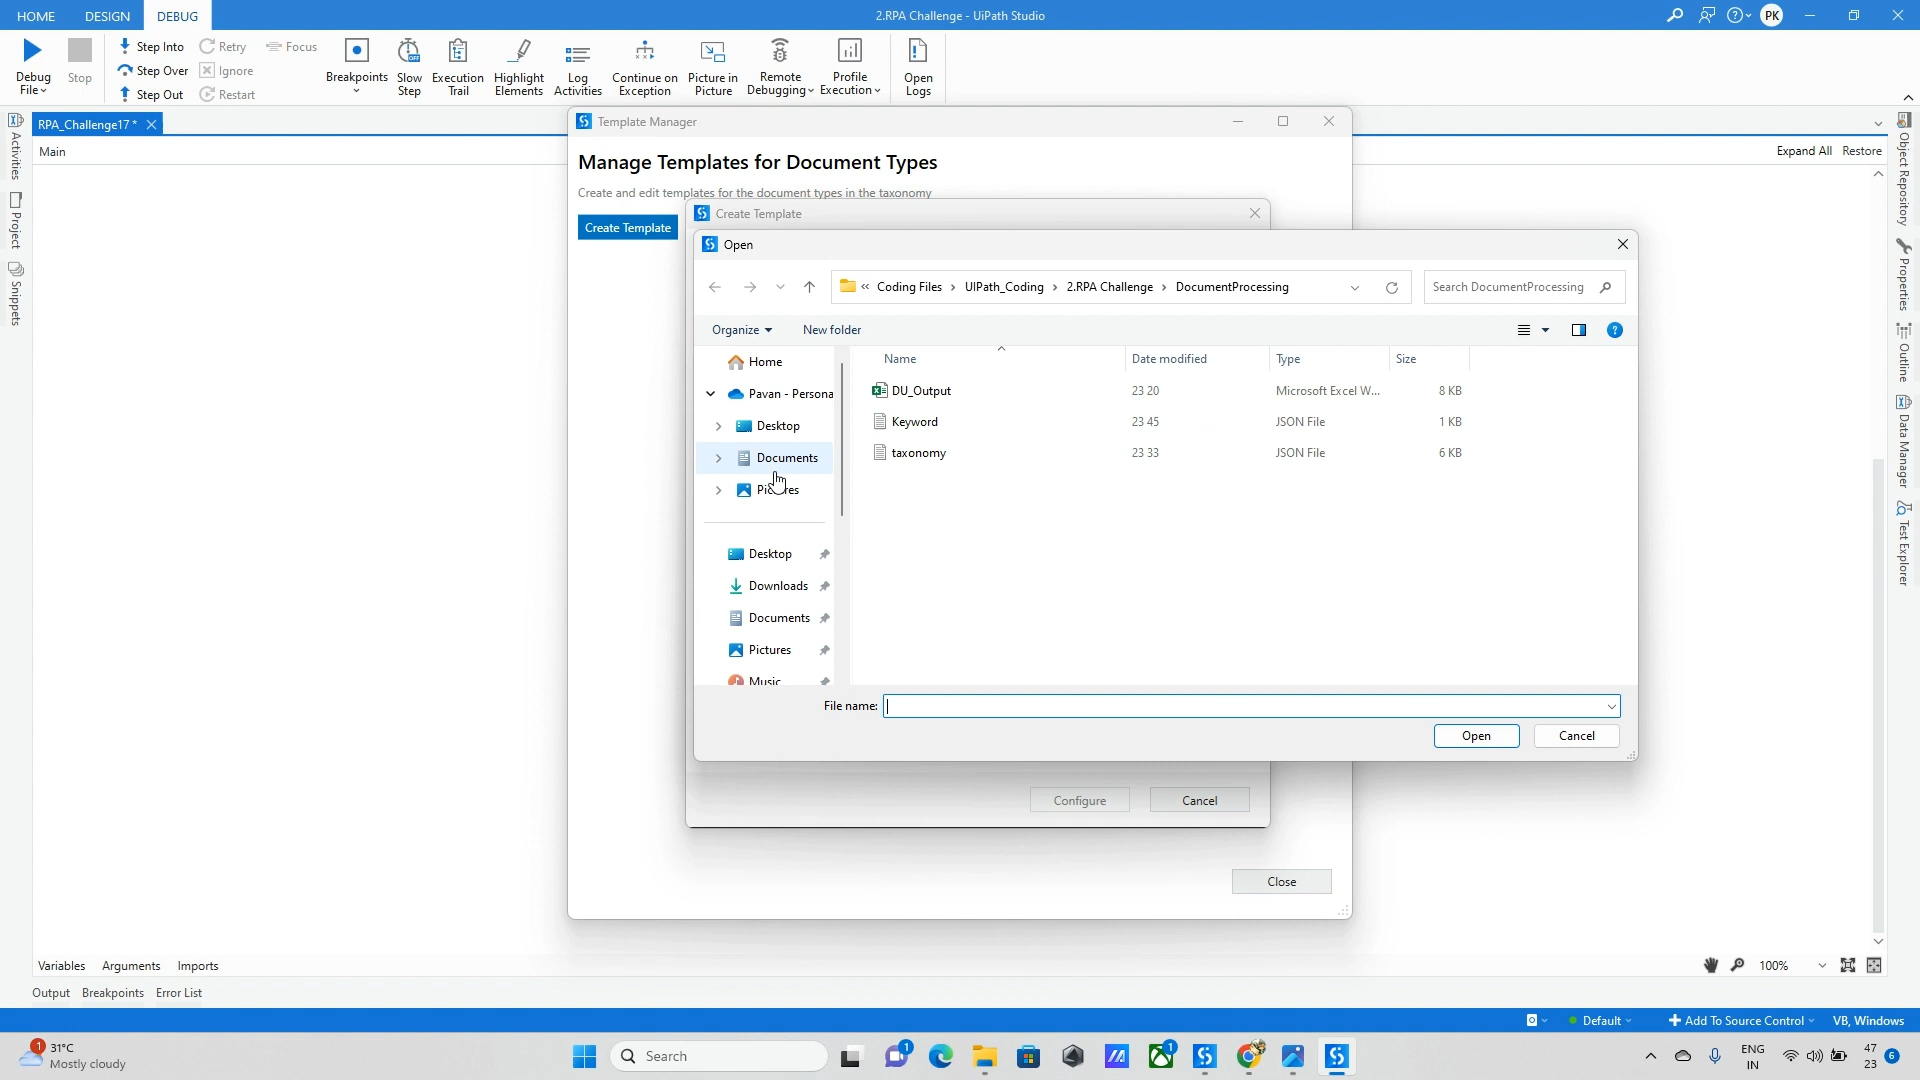 HOME DESIGN DEBUG 2.RPA Challenge - UiPath Studio PK
Debug File
Stop
Step Into
Step Over
Step Out
Retry
Ignore
Restart
Focus
Breakpoints
Slow Step
Execution Trail
Highlight Elements
Log Activities
Continue on Exception
Picture in Picture
Remote Debugging
Profile Execution
Open Logs
RPA_Challenge17*
Main
Expand All Restore
Activities
Project
Snippets
Object Repository
Properties
Outline
Data Manager
Test Explorer
Template Manager
Manage Templates for Document Types
Create and edit templates for the document types in the taxonomy
Create Template
Create Template
Open
« Coding Files > UIPath_Coding > 2.RPA Challenge > DocumentProcessing
Search DocumentProcessing
Organize New folder
Home
Pavan - Persona
Desktop
Documents
Pictures
Desktop
Downloads
Documents
Pictures
Music
Name Date modified Type Size
DU_Output 23 20 Microsoft Excel W... 8 KB
Keyword 23 45 JSON File 1 KB
taxonomy 23 33 JSON File 6 KB
File name:
Open Cancel
Configure Cancel
Close
Variables Arguments Imports
100%
Output Breakpoints Error List
Default Add To Source Control VB, Windows
1 31°C
Mostly cloudy
Search
1
1
ENG
IN
47
23
6